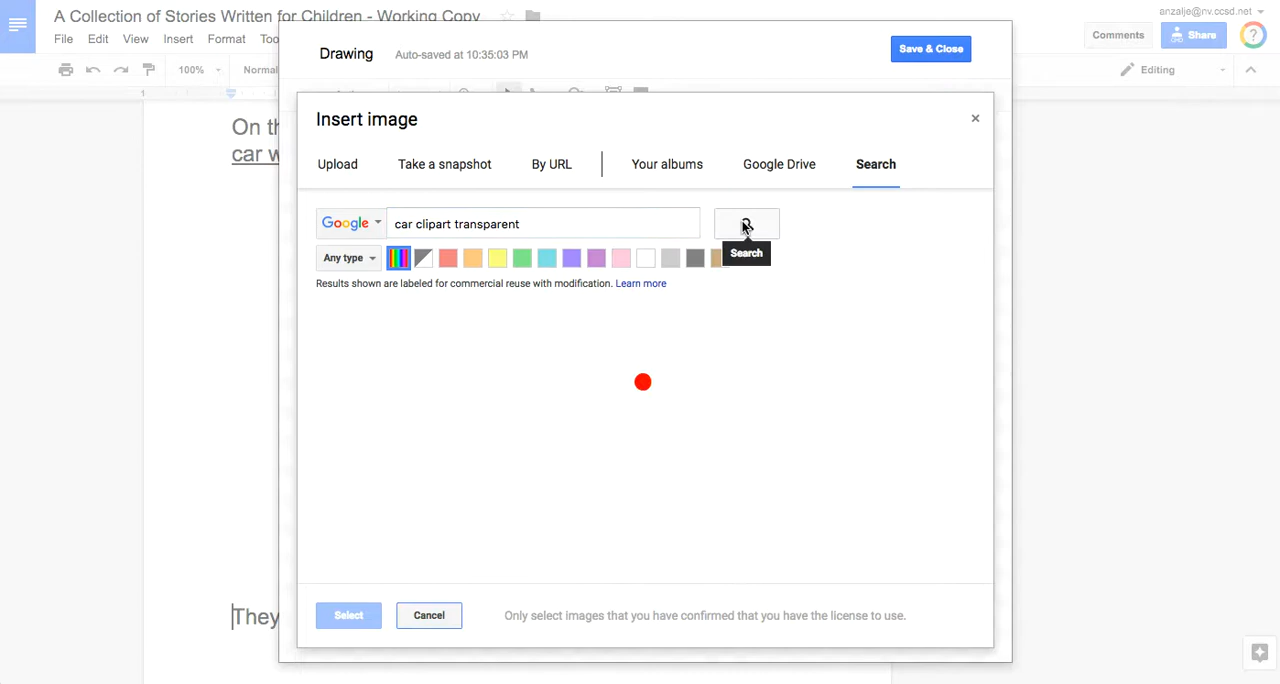 A Collection of Stories Written for Children - Working Copy
anzalje@nv.ccsd.net
File Edit View Insert Format
Comments
Share
?
Drawing
Auto-saved at 10:35:03 PM
Save & Close
100%
Normal
Editing
1
Insert image
×
Upload
Take a snapshot
By URL
Your albums
Google Drive
Search
Google
car clipart transparent
Search
Any type
Results shown are labeled for commercial reuse with modification. Learn more
On
car
They
Select
Cancel
Only select images that you have confirmed that you have the license to use.